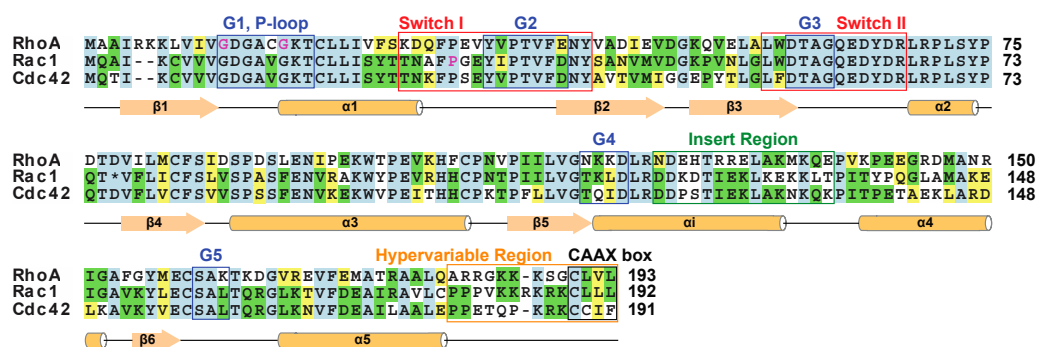 G1, P-loop Switch I G2 G3 Switch II
RhoA MAAIRKKLVIVGDGACGKTCLLIVFSKDQFPEVYVPTVFENYVADIEVDGKQVELALWDTAGQEDYDRLRPLSYP 75
Rac1 MQAI--KCVVVGDGAVGKTCLLISYTTNAFPGEYIPTVFDNYSANVMVDGKPVNLGLWDTAGQEDYDRLRPLSYP 73
Cdc42 MQTI--KCVVVGDGAVGKTCLLISYTTNKFPSEYVPTVFDNYAVTVMIGGEPYTLGLFDTAGQEDYDRLRPLSYP 73
β1 α1 β2 β3 α2
G4 Insert Region
RhoA DTDVILMCFSIDSPDSLENIPEKWTPEVKHFCPNVPIILVGNKKDLRNDEHTRRELAKMKQEPVKPEEGRDMANR 150
Rac1 QT*VFLICFSLVSPASFENVRAKWYPEVRHHCPNTPIILVGTKLDLRDDKDTIEKLKEKKLTPITYPQGLAMAKE 148
Cdc42 QTDVFLVCFSVVSPSSFENVKEKWVPEITHHCPKTPFLLVGTQIDLRDDPSTIEKLAKNKQKPITPETAEKLARD 148
β4 α3 β5 αi α4
G5 Hypervariable Region CAAX box
RhoA IGAFGYMECSAKTKDGVREVFEMATRAALQARRGKK-KSGCLVL 193
Rac1 IGAVKYLECSALTQRGLKTVFDEAIRAVLCPPPVKKRKRKCLLL 192
Cdc42 LKAVKYVECSALTQRGLKNVFDEAILAALEPPETQP-KRKCCIF 191
β6 α5